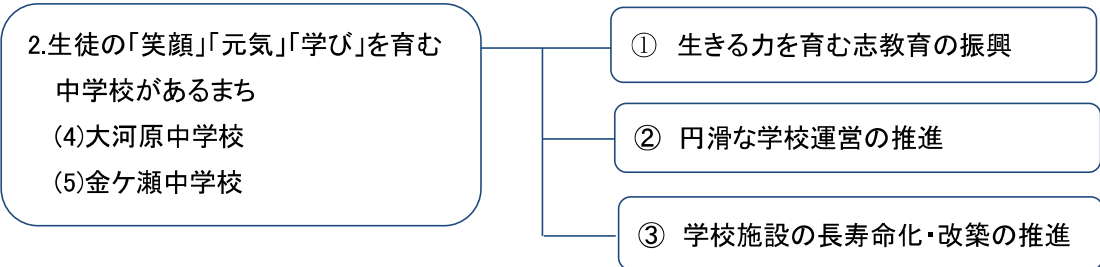 2.生徒の「笑顔」「元気」「学び」を育む
中学校があるまち
(4)大河原中学校
(5)金ケ瀬中学校
① 生きる力を育む志教育の振興
② 円滑な学校運営の推進
③ 学校施設の長寿命化・改築の推進